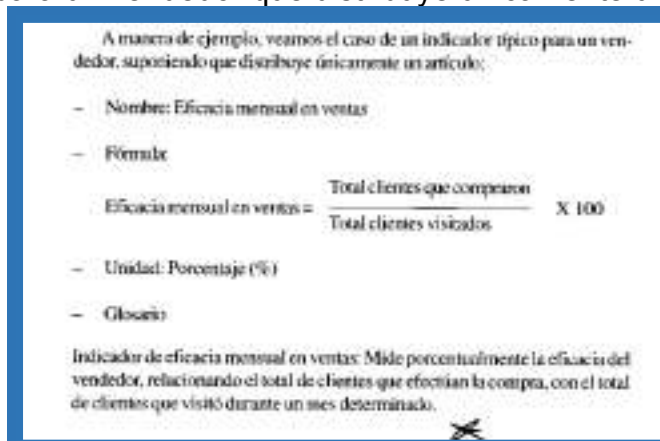 A manera de ejemplo, veamos el caso de un indicador típico para un ven-
dedor, suponiendo que distribuye únicamente un artículo:
– Nombre: Eficacia mensual en ventas
– Fórmula:
Eficacia mensual en ventas = Total clientes que compraron X 100
Total clientes visitados
– Unidad: Porcentaje (%)
– Glosario
Indicador de eficacia mensual en ventas: Mide porcentualmente la eficacia del
vendedor, relacionando el total de clientes que efectúan la compra, con el total
de clientes que visitó durante un mes determinado.